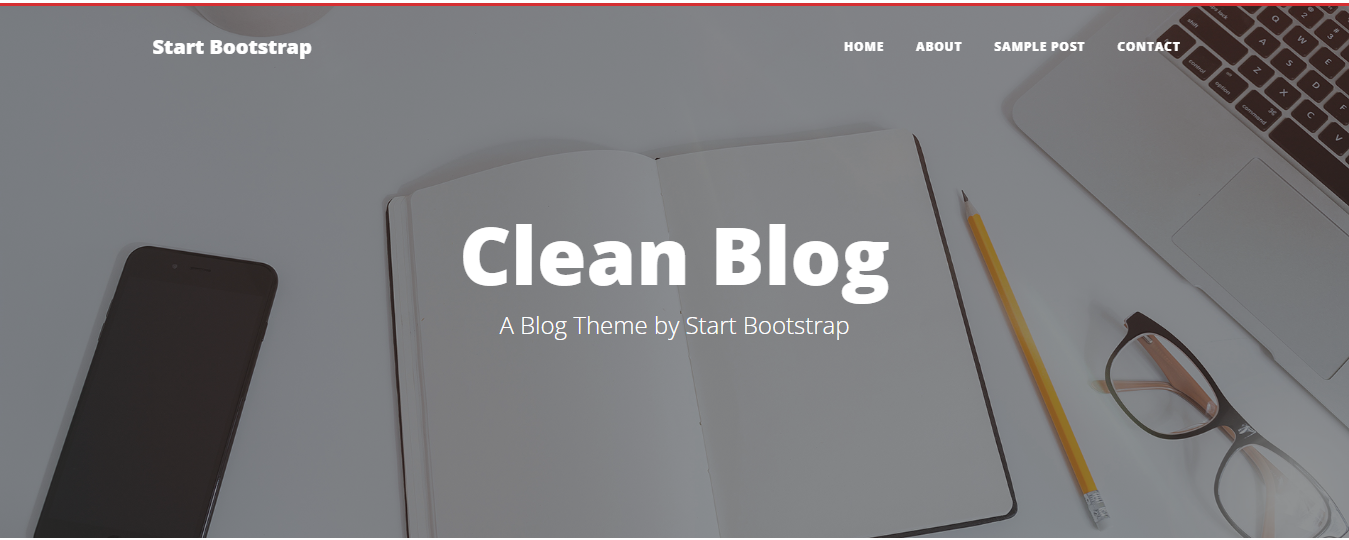 Start Bootstrap
HOME ABOUT SAMPLE POST CONTACT
Clean Blog
A Blog Theme by Start Bootstrap